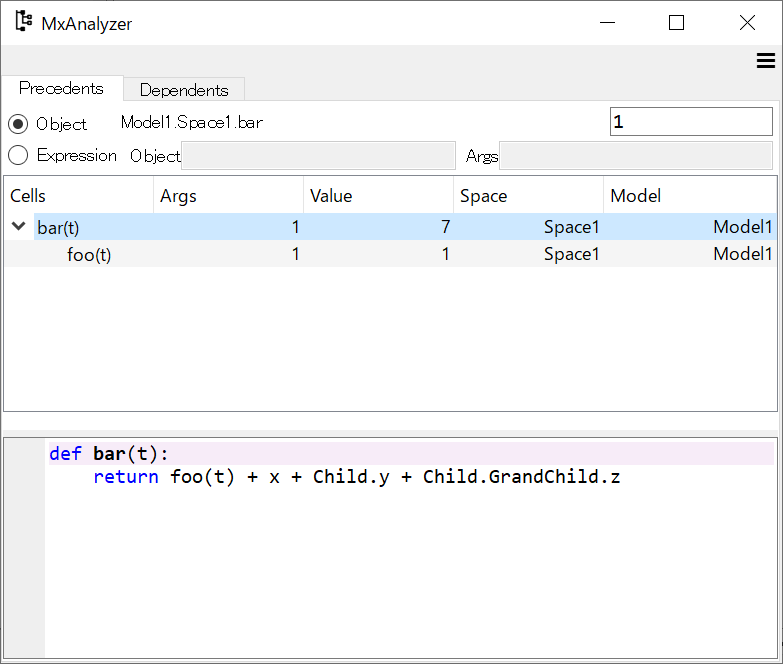 MxAnalyzer
Precedents Dependents
Object Model1.Space1.bar 1
Expression Object Args
Cells Args Value Space Model
bar(t) 1 7 Space1 Model1
foo(t) 1 1 Space1 Model1
def bar(t):
    return foo(t) + x + Child.y + Child.GrandChild.z